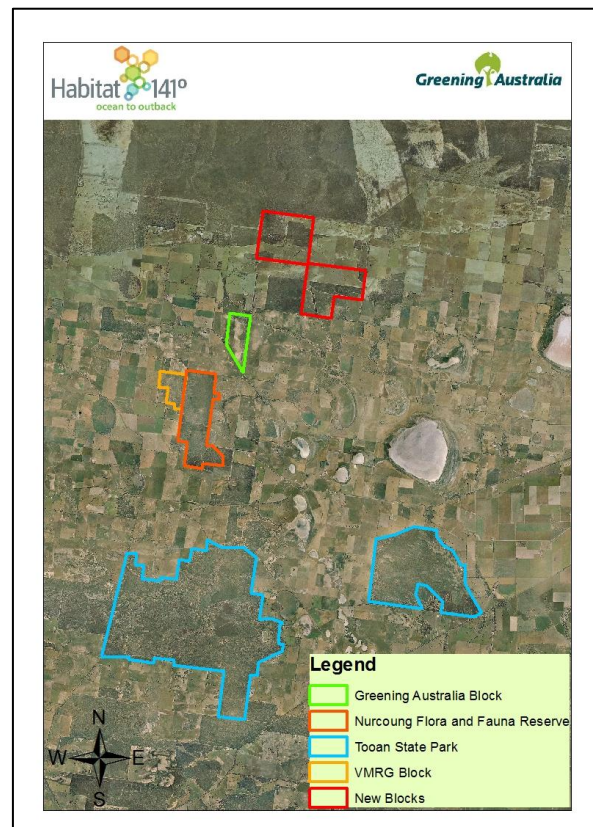 Habitat 141º
ocean to outback
Greening Australia
Legend
Greening Australia Block
Nurcoung Flora and Fauna Reserve
Tooan State Park
VMRG Block
New Blocks
N
W E
S